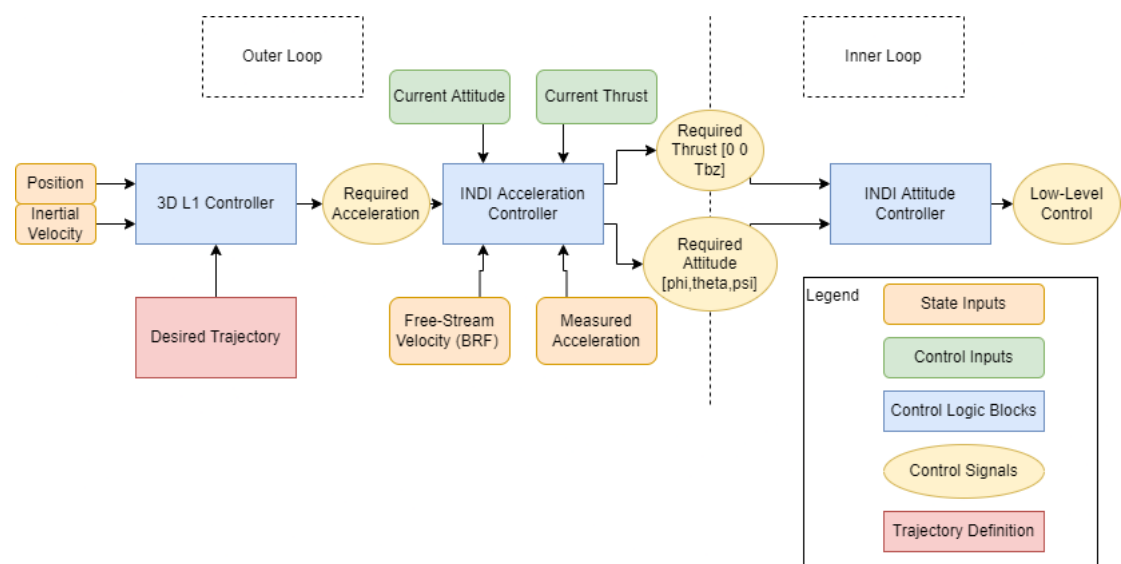 Outer Loop
Inner Loop
Current Attitude
Current Thrust
Required
Thrust [0 0
Tbz]
Position
Inertial
Velocity
3D L1 Controller
Required
Acceleration
INDI Acceleration
Controller
INDI Attitude
Controller
Low-Level
Control
Required
Attitude
[phi,theta,psi]
Desired Trajectory
Free-Stream
Velocity (BRF)
Measured
Acceleration
Legend
State Inputs
Control Inputs
Control Logic Blocks
Control Signals
Trajectory Definition